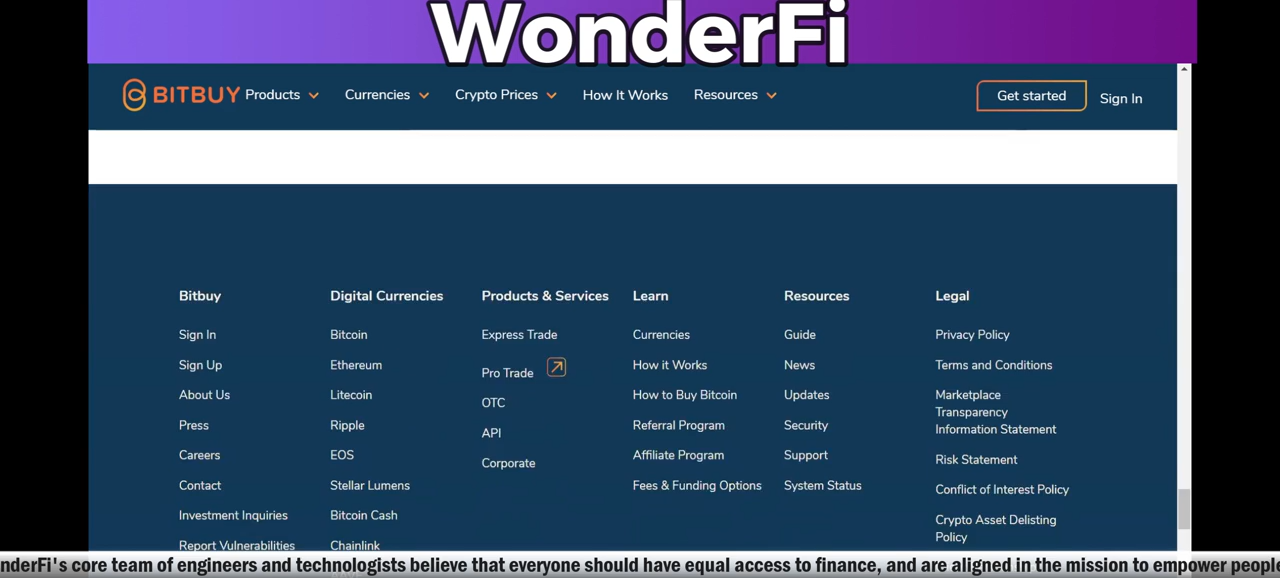 WonderFi
BITBUY Products Currencies Crypto Prices How It Works Resources Get started Sign In
Bitbuy
Sign In
Sign Up
About Us
Press
Careers
Contact
Investment Inquiries
Report Vulnerabilities
Digital Currencies
Bitcoin
Ethereum
Litecoin
Ripple
EOS
Stellar Lumens
Bitcoin Cash
Chainlink
Products & Services
Express Trade
Pro Trade
OTC
API
Corporate
Learn
Currencies
How it Works
How to Buy Bitcoin
Referral Program
Affiliate Program
Fees & Funding Options
Resources
Guide
News
Updates
Security
Support
System Status
Legal
Privacy Policy
Terms and Conditions
Marketplace
Transparency
Information Statement
Risk Statement
Conflict of Interest Policy
Crypto Asset Delisting
Policy
nderFi's core team of engineers and technologists believe that everyone should have equal access to finance, and are aligned in the mission to empower people